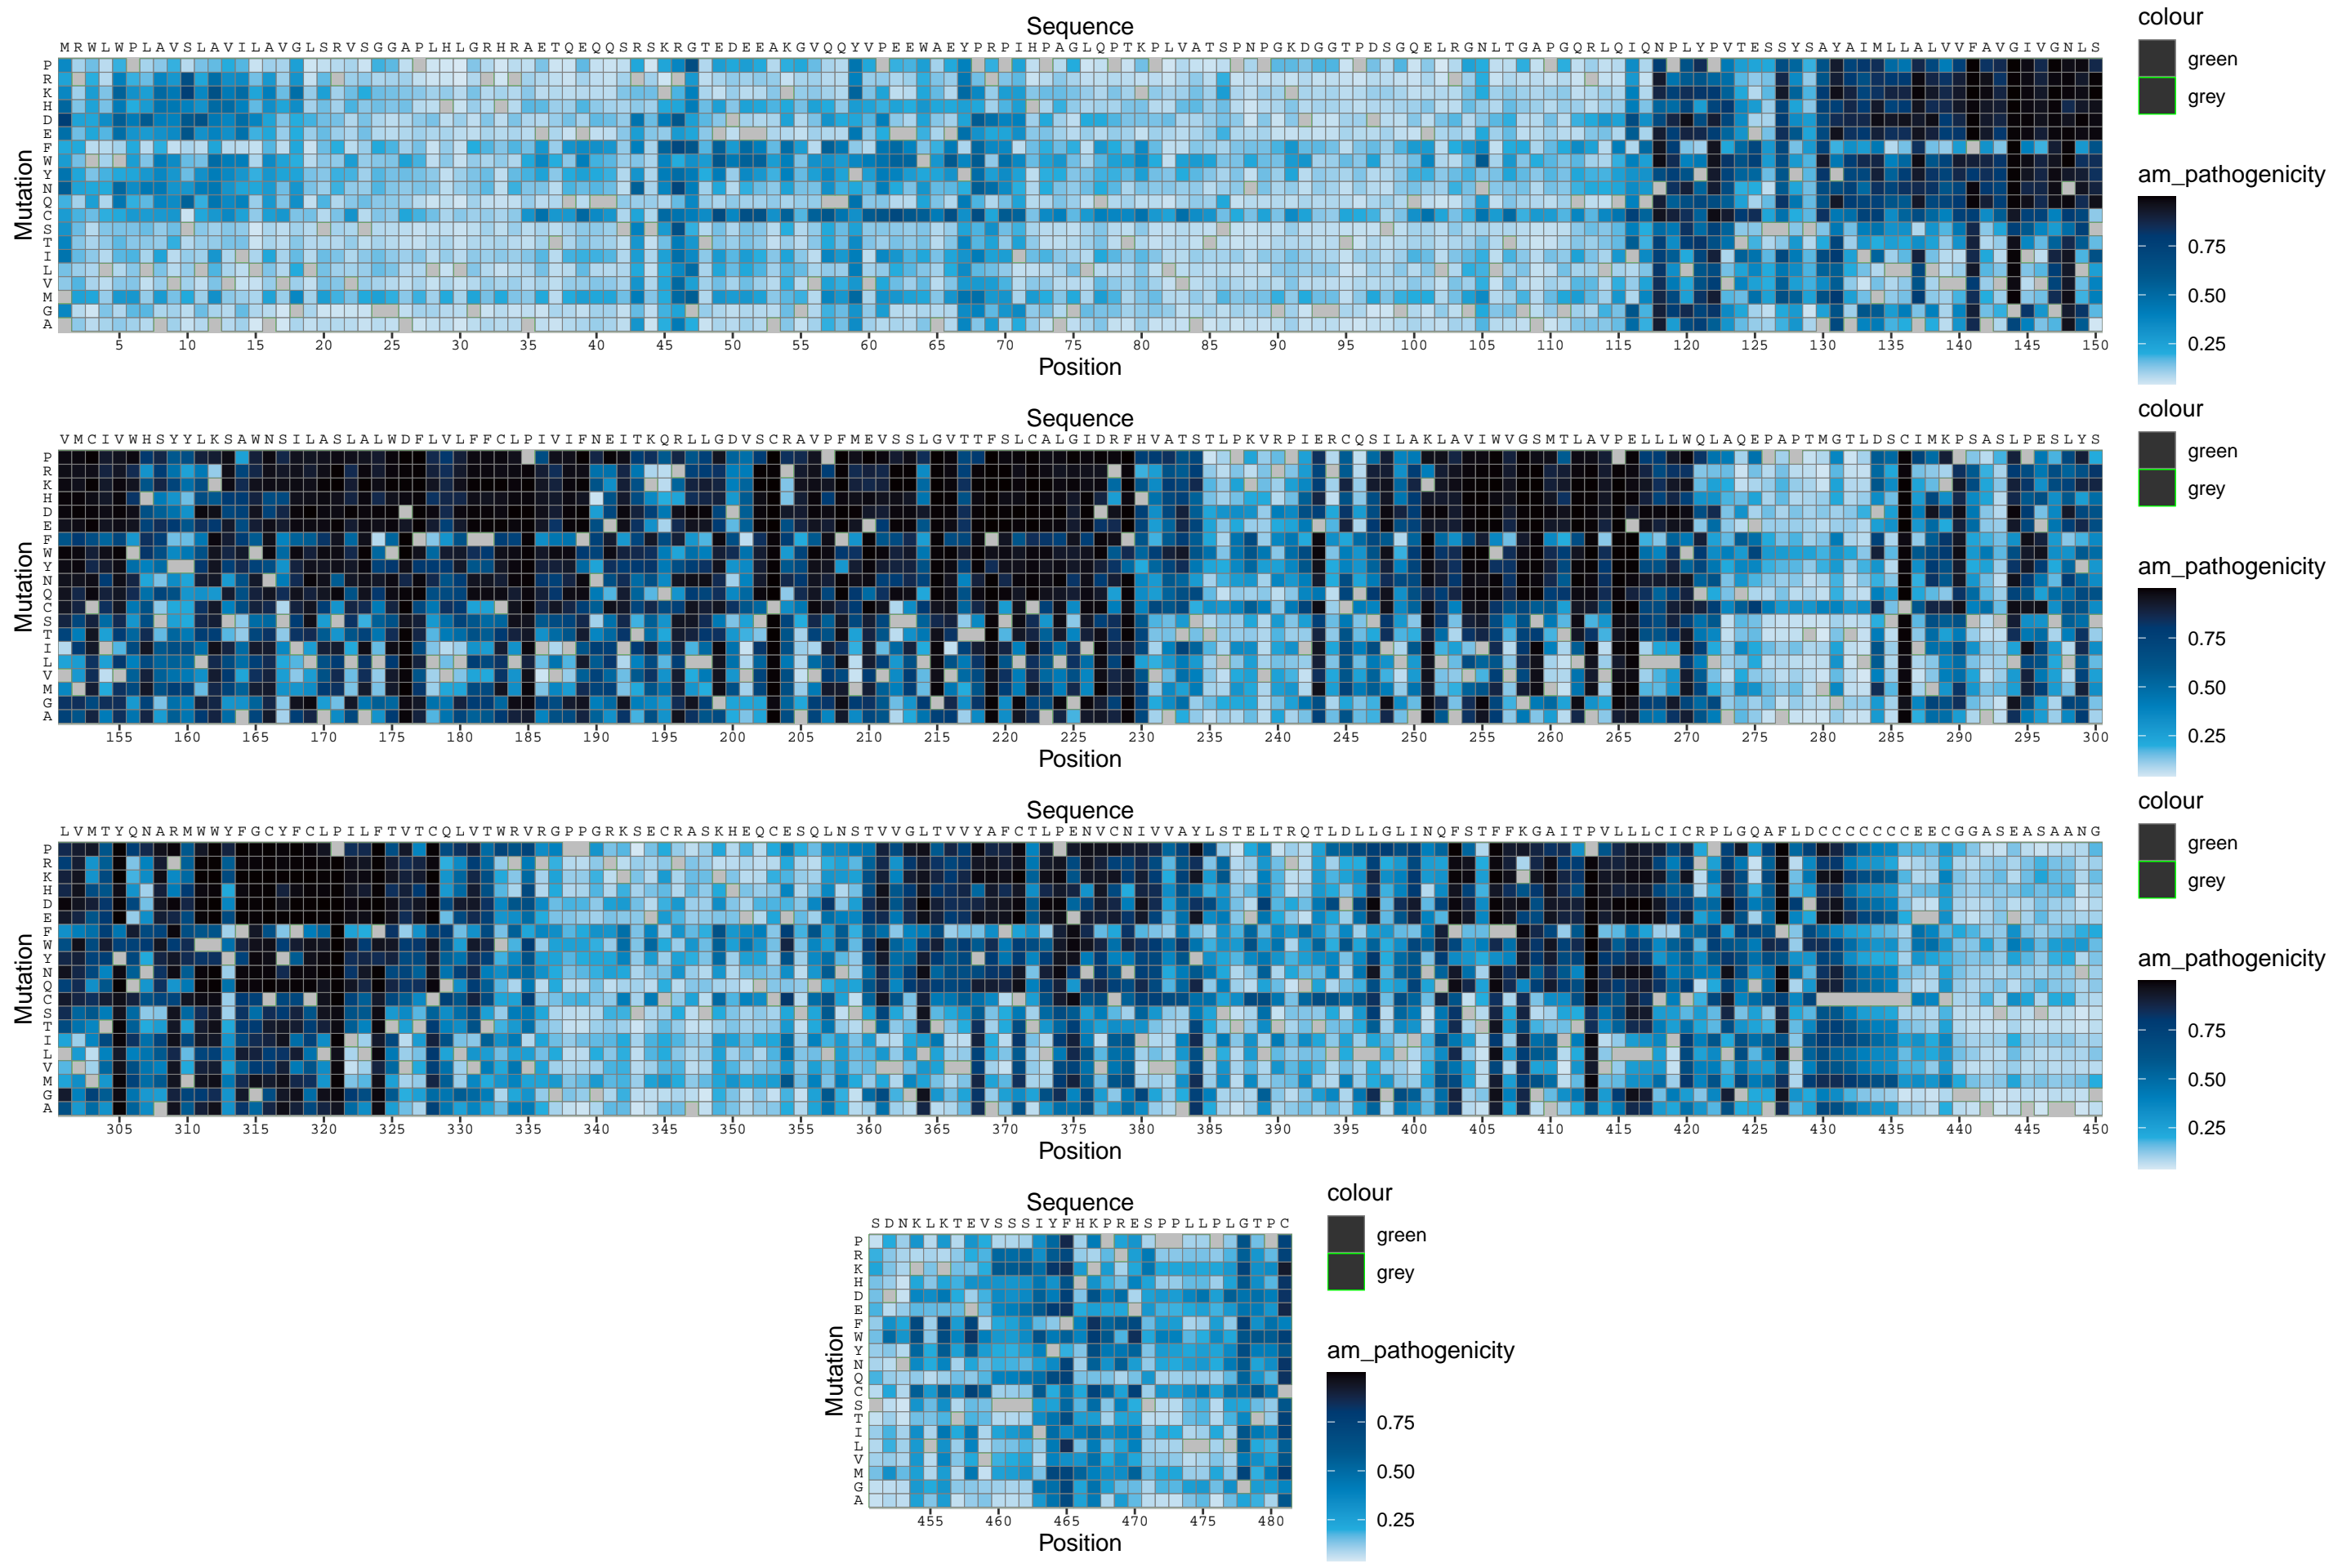 Sequence
MRWLWPLAVSLAVILAVGLSRVSGGAPLHLGRHRAETQEQQSRSKRGTEDEEAKGVQQYVPEEWAEYPRPIHPAGLQPTKPLVATSPNPGKDGGTPDSGQELRGNLTGAPGQRLQIQNPLYPVTESSYSAYAIMLLALVVFAVGIVGNLS
Mutation
P
R
K
H
D
E
F
W
Y
N
Q
C
S
T
I
L
V
M
G
A
5 10 15 20 25 30 35 40 45 50 55 60 65 70 75 80 85 90 95 100 105 110 115 120 125 130 135 140 145 150
Position
colour
green
grey
am_pathogenicity
0.75
0.50
0.25
Sequence
VMCIVWHSYYLKSAWNSILASLALWDFLVLFFCLPIVIFNEITKQRLLGDVSCRAVPFMEVSSLGVTTFSLCALGIDRFHVATSTLPKVRPIERCQSILAKLAVIWVGSMTLAVPELLLWQLAQEPAPTMGTLDSCIMKPSASLPESLYS
Mutation
P
R
K
H
D
E
F
W
Y
N
Q
C
S
T
I
L
V
M
G
A
155 160 165 170 175 180 185 190 195 200 205 210 215 220 225 230 235 240 245 250 255 260 265 270 275 280 285 290 295 300
Position
colour
green
grey
am_pathogenicity
0.75
0.50
0.25
Sequence
LVMTYQNARMWWYFGCYFCLPILFTVTCQLVTWRVRGPPGRKSECRASKHEQCESQLNSTVVGLTVVYAFCTLPENVCNIVVAYLSTELTRQTLDLLGLINQFSTFFKGAITPVLLLCICRPLGQAFLDCCCCCCCEECGGASEASAANG
Mutation
P
R
K
H
D
E
F
W
Y
N
Q
C
S
T
I
L
V
M
G
A
305 310 315 320 325 330 335 340 345 350 355 360 365 370 375 380 385 390 395 400 405 410 415 420 425 430 435 440 445 450
Position
colour
green
grey
am_pathogenicity
0.75
0.50
0.25
Sequence
SDNKLKTEVSSSIYFHKPRESPPLLPLGTPC
Mutation
P
R
K
H
D
E
F
W
Y
N
Q
C
S
T
I
L
V
M
G
A
455 460 465 470 475 480
Position
colour
green
grey
am_pathogenicity
0.75
0.50
0.25